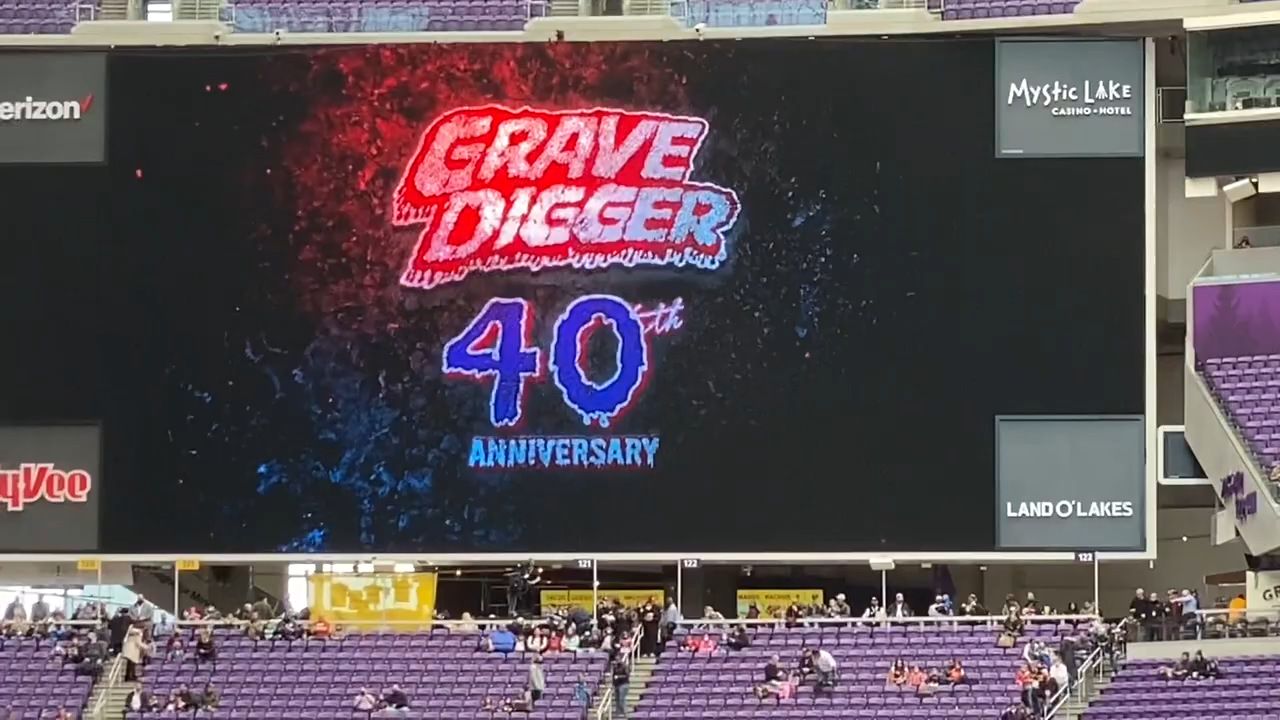 erizon
Mystic Lake
CASINO • HOTEL
GRAVE
DIGGER
40th
ANNIVERSARY
yVee
LAND O'LAKES
121
122
122